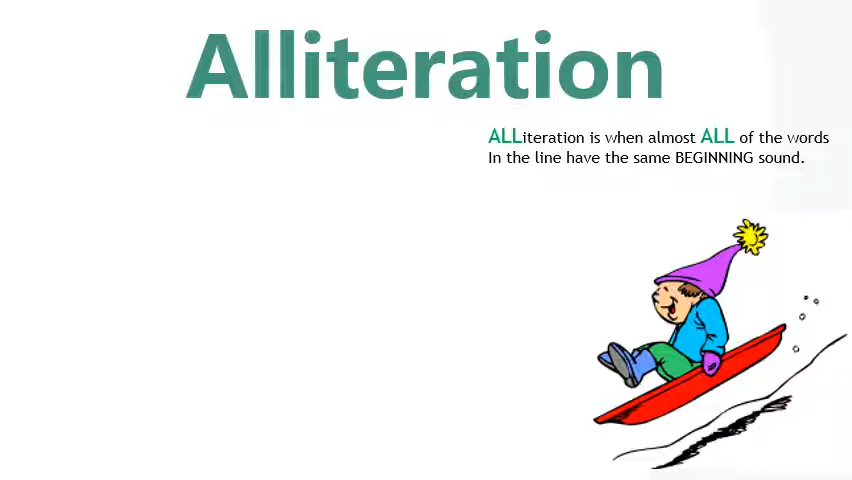 Alliteration
ALLiteration is when almost ALL of the words
In the line have the same BEGINNING sound.